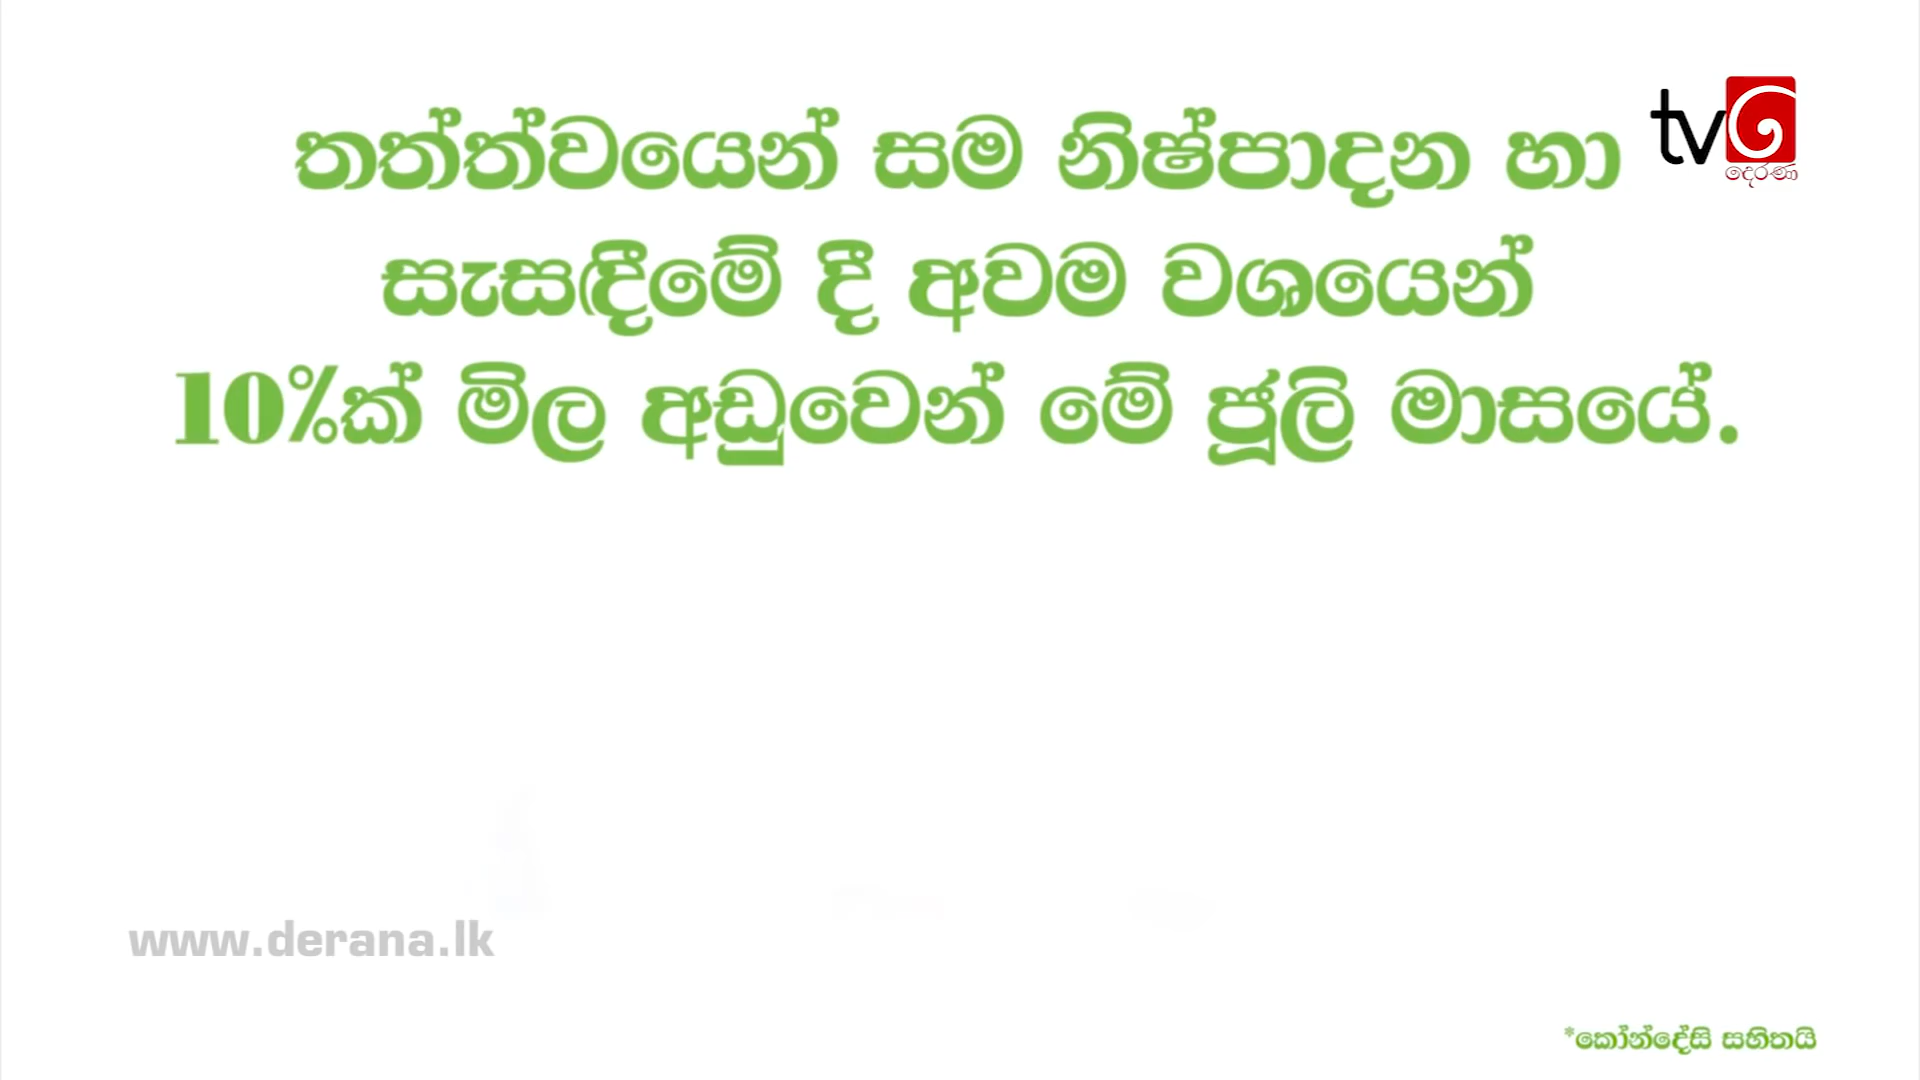 තත්ත්වයෙන් සම නිෂ්පාදන හා
සැසඳීමේ දී අවම වශයෙන්
10%ක් මිල අඩුවෙන් මේ ජූලි මාසයේ.
tv
දෙරණ
www.derana.lk
*කෝන්දේසි සහිතයි